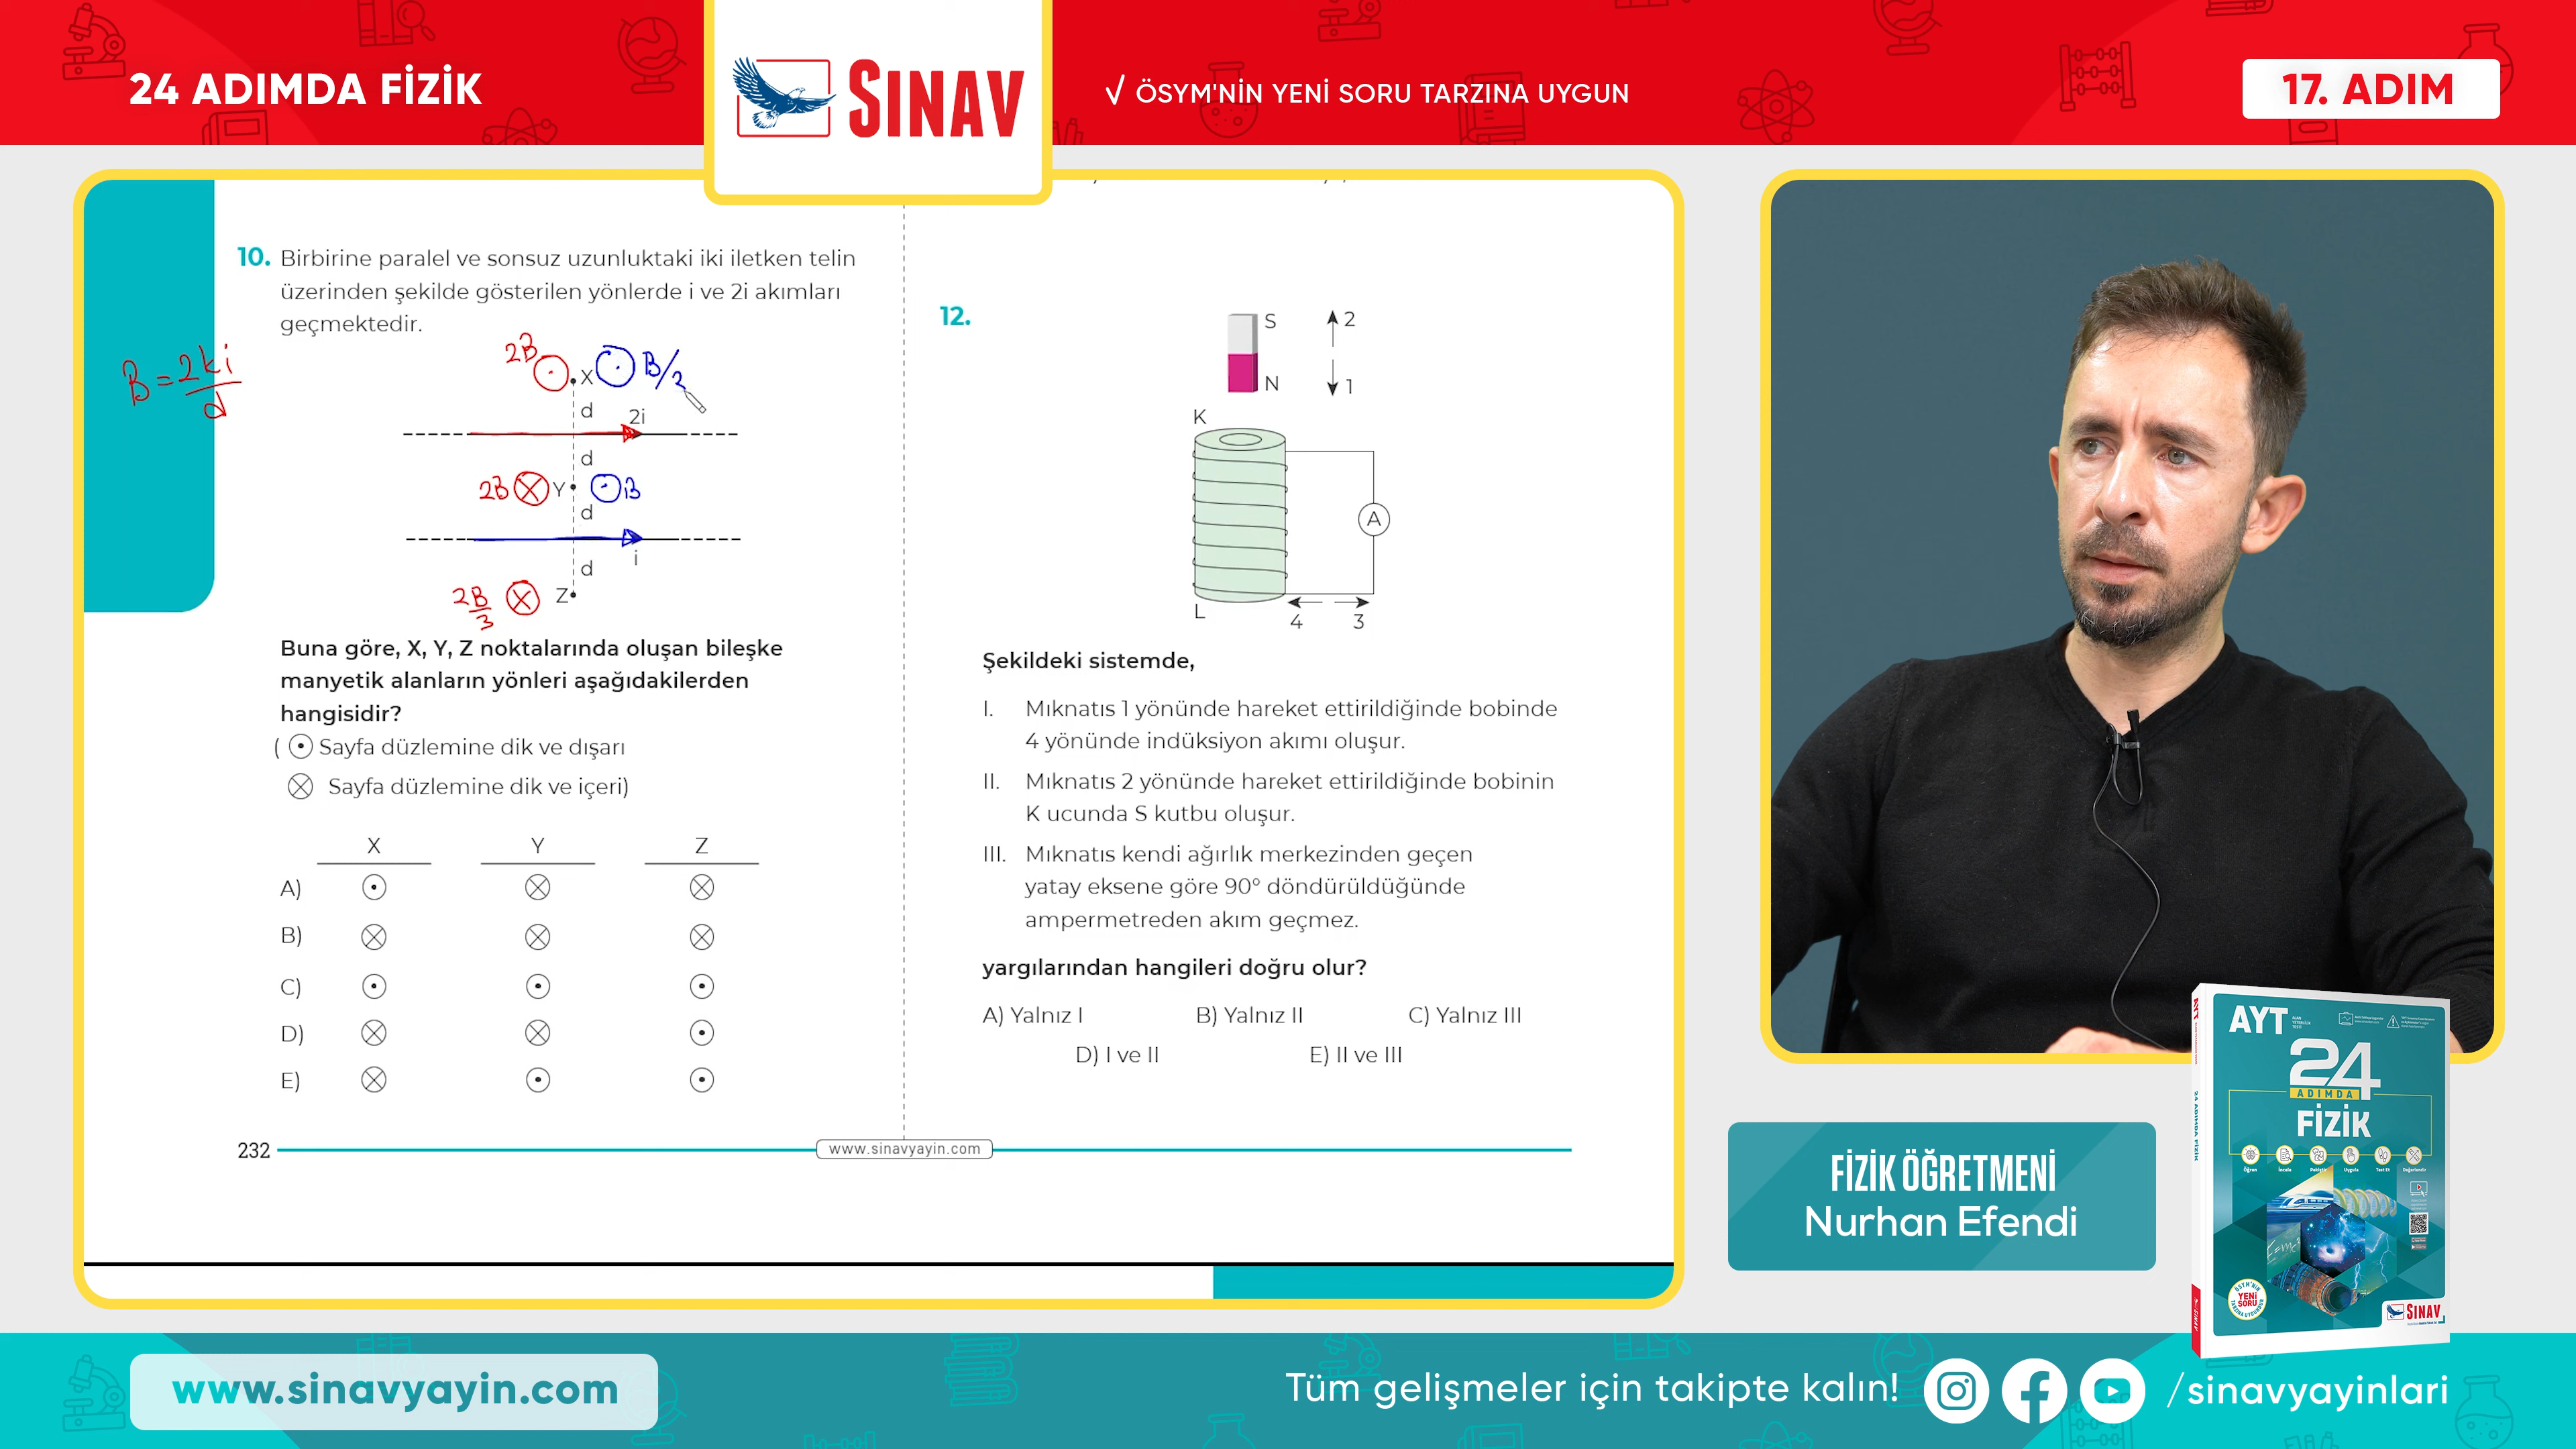 24 ADIMDA FİZİK
SINAV
√ ÖSYM'NİN YENİ SORU TARZINA UYGUN
17. ADIM
10. Birbirine paralel ve sonsuz uzunluktaki iki iletken telin
üzerinden şekilde gösterilen yönlerde i ve 2i akımları
geçmektedir.
B = 2ki
d
2B
X
B/2
d
2i
d
2B
Y
B
d
i
d
2B
3
Z
Buna göre, X, Y, Z noktalarında oluşan bileşke
manyetik alanların yönleri aşağıdakilerden
hangisidir?
( ⊙ Sayfa düzlemine dik ve dışarı
⊗ Sayfa düzlemine dik ve içeri)
X Y Z
A) ⊙ ⊗ ⊗
B) ⊗ ⊗ ⊗
C) ⊙ ⊙ ⊙
D) ⊗ ⊗ ⊙
E) ⊗ ⊙ ⊙
12.
S
N
2
1
K
A
L
4 3
Şekildeki sistemde,
I. Mıknatıs 1 yönünde hareket ettirildiğinde bobinde
4 yönünde indüksiyon akımı oluşur.
II. Mıknatıs 2 yönünde hareket ettirildiğinde bobinin
K ucunda S kutbu oluşur.
III. Mıknatıs kendi ağırlık merkezinden geçen
yatay eksene göre 90° döndürüldüğünde
ampermetreden akım geçmez.
yargılarından hangileri doğru olur?
A) Yalnız I B) Yalnız II C) Yalnız III
D) I ve II E) II ve III
232
www.sinavyayin.com
FİZİK ÖĞRETMENİ
Nurhan Efendi
AYT
24
ADIMDA
FİZİK
YENİ
SORU
SINAV
www.sinavyayin.com
Tüm gelişmeler için takipte kalın!
/sinavyayinlari